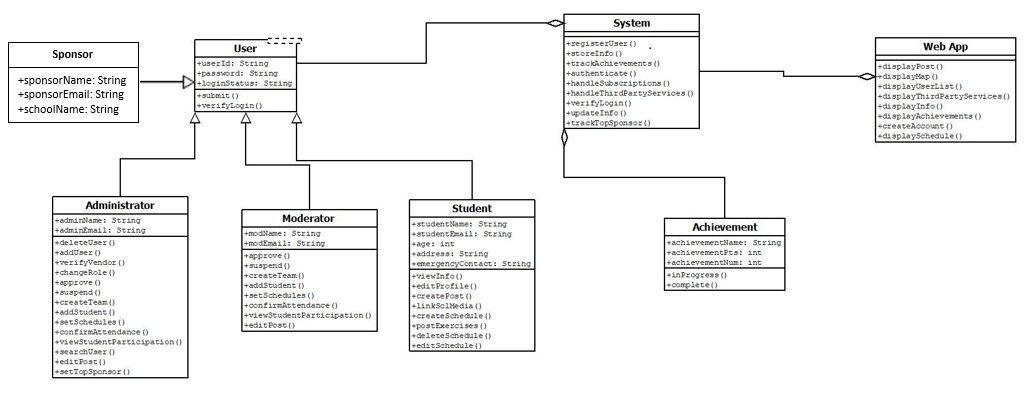 Sponsor
+sponsorName: String
+sponsorEmail: String
+schoolName: String
User
+userId: String
+password: String
+loginStatus: String
+submit()
+verifyLogin()
System
+registerUser()
+storeInfo()
+trackAchievements()
+authenticate()
+handleSubscriptions()
+handleThirdPartyServices()
+verifyLogin()
+updateInfo()
+trackTopSponsor()
Web App
+displayPost()
+displayMap()
+displayUserList()
+displayThirdPartyServices()
+displayInfo()
+displayAchievements()
+createAccount()
+displaySchedule()
Administrator
+adminName: String
+adminEmail: String
+deleteUser()
+addUser()
+verifyVendor()
+changeRole()
+approve()
+suspend()
+createTeam()
+addStudent()
+setSchedules()
+confirmAttendance()
+viewStudentParticipation()
+searchUser()
+editPost()
+setTopSponsor()
Moderator
+modName: String
+modEmail: String
+approve()
+suspend()
+createTeam()
+addStudent()
+setSchedules()
+confirmAttendance()
+viewStudentParticipation()
+editPost()
Student
+studentName: String
+studentEmail: String
+age: int
+address: String
+emergencyContact: String
+viewInfo()
+editProfile()
+createPost()
+linkSclMedia()
+createSchedule()
+postExercises()
+deleteSchedule()
+editSchedule()
Achievement
+achievementName: String
+achievementPts: int
+achievementNum: int
+inProgress()
+complete()